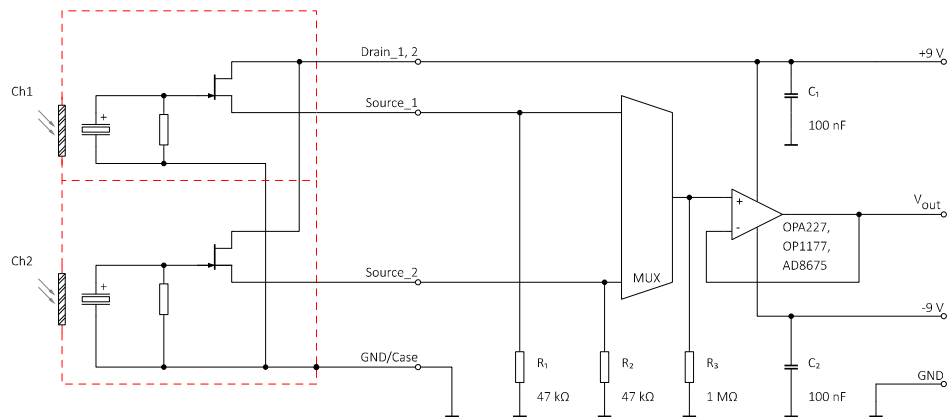 Drain_1, 2
+9 V
Ch1
Source_1
C₁
100 nF
+
+
-
Vout
OPA227,
OP1177,
AD8675
+
Ch2
Source_2
MUX
-9 V
GND/Case
R₁
47 kΩ
R₂
47 kΩ
R₃
1 MΩ
C₂
100 nF
GND